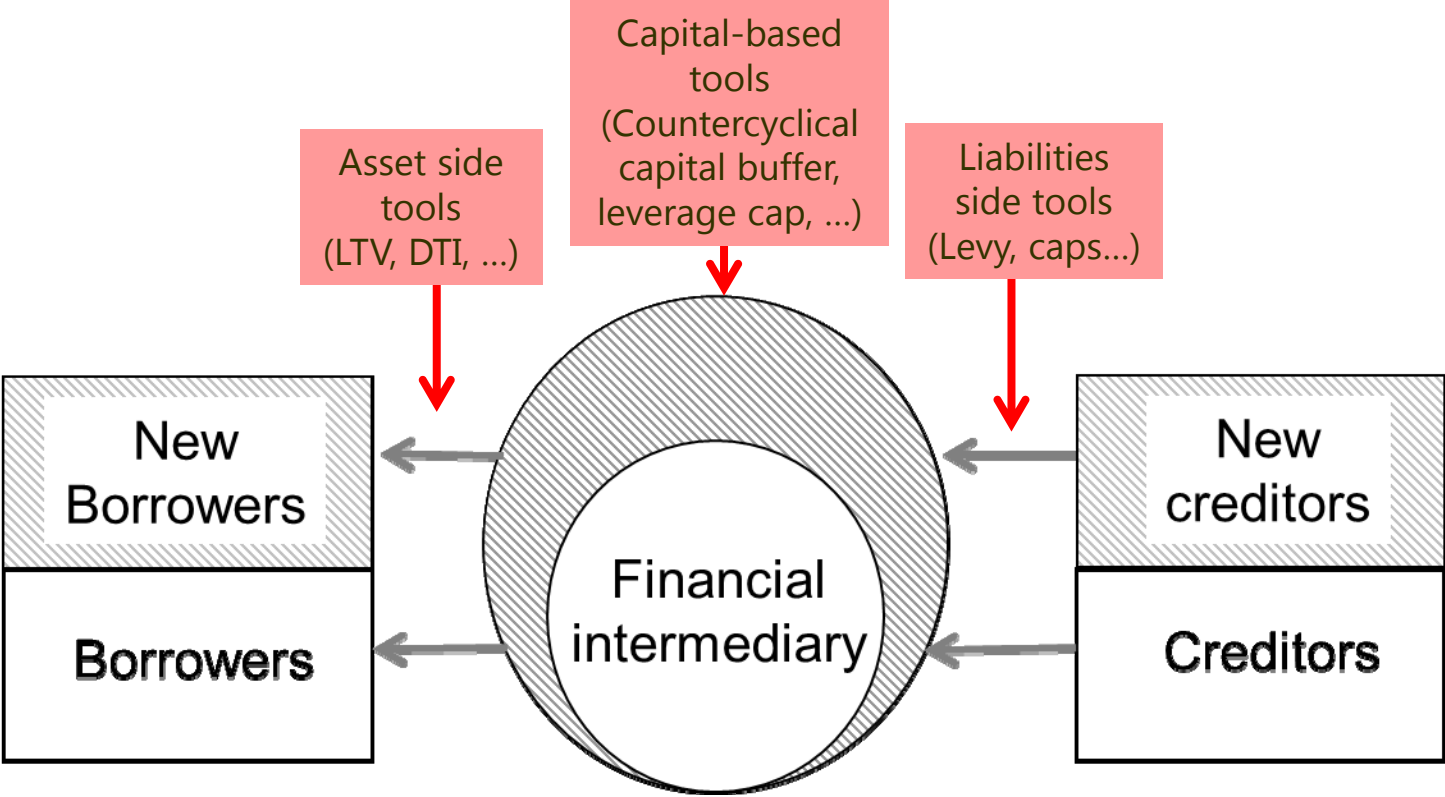 Capital-based
tools
(Countercyclical
capital buffer,
leverage cap, …)
Asset side
tools
(LTV, DTI, …)
Liabilities
side tools
(Levy, caps…)
New
Borrowers
Borrowers
Financial
intermediary
New
creditors
Creditors